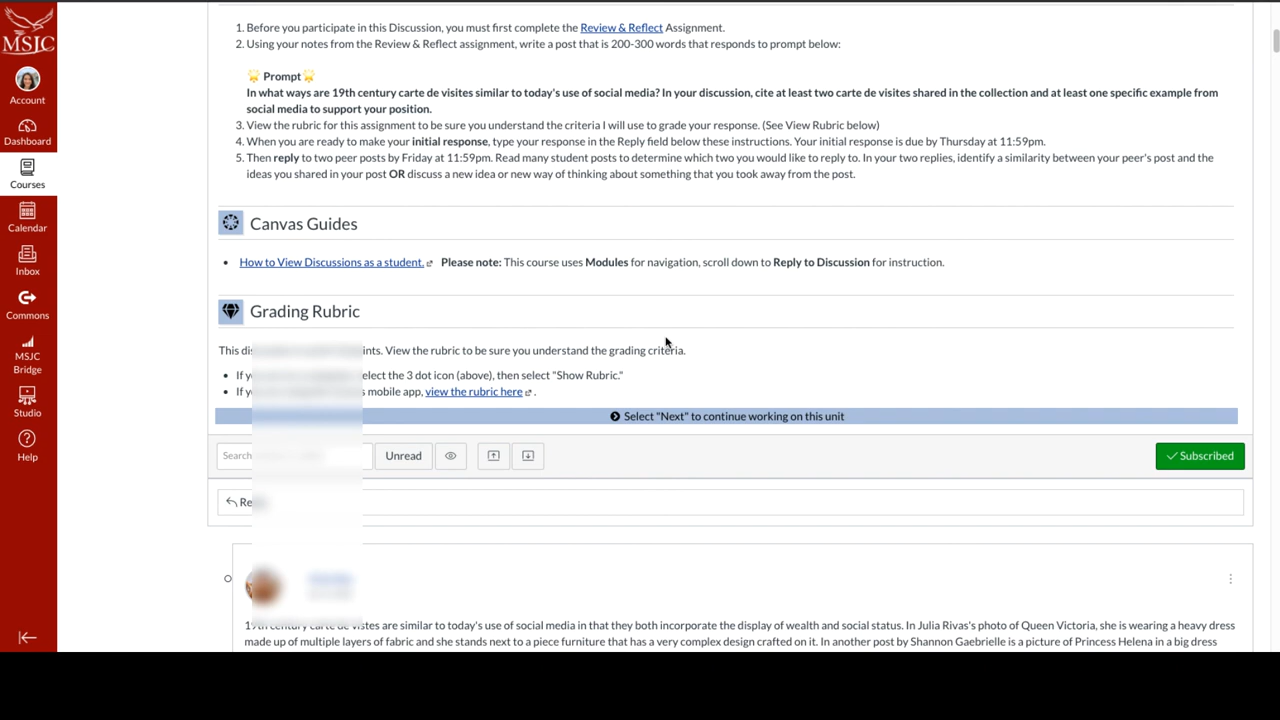 MSJC
Account
Dashboard
Courses
Calendar
Inbox
Commons
MSJC
Bridge
Studio
Help
1. Before you participate in this Discussion, you must first complete the Review & Reflect Assignment.
2. Using your notes from the Review & Reflect assignment, write a post that is 200-300 words that responds to prompt below:
Prompt
In what ways are 19th century carte de visites similar to today's use of social media? In your discussion, cite at least two carte de visites shared in the collection and at least one specific example from
social media to support your position.
3. View the rubric for this assignment to be sure you understand the criteria I will use to grade your response. (See View Rubric below)
4. When you are ready to make your initial response, type your response in the Reply field below these instructions. Your initial response is due by Thursday at 11:59pm.
5. Then reply to two peer posts by Friday at 11:59pm. Read many student posts to determine which two you would like to reply to. In your two replies, identify a similarity between your peer's post and the
ideas you shared in your post OR discuss a new idea or new way of thinking about something that you took away from the post.
Canvas Guides
How to View Discussions as a student. Please note: This course uses Modules for navigation, scroll down to Reply to Discussion for instruction.
Grading Rubric
This View the rubric to be sure you understand the grading criteria.
If select the 3 dot icon (above), then select "Show Rubric."
If mobile app, view the rubric here .
Select "Next" to continue working on this unit
Search
Unread
Subscribed
19th century carte de vistes are similar to today's use of social media in that they both incorporate the display of wealth and social status. In Julia Rivas's photo of Queen Victoria, she is wearing a heavy dress
made up of multiple layers of fabric and she stands next to a piece furniture that has a very complex design crafted on it. In another post by Shannon Gaebrielle is a picture of Princess Helena in a big dress